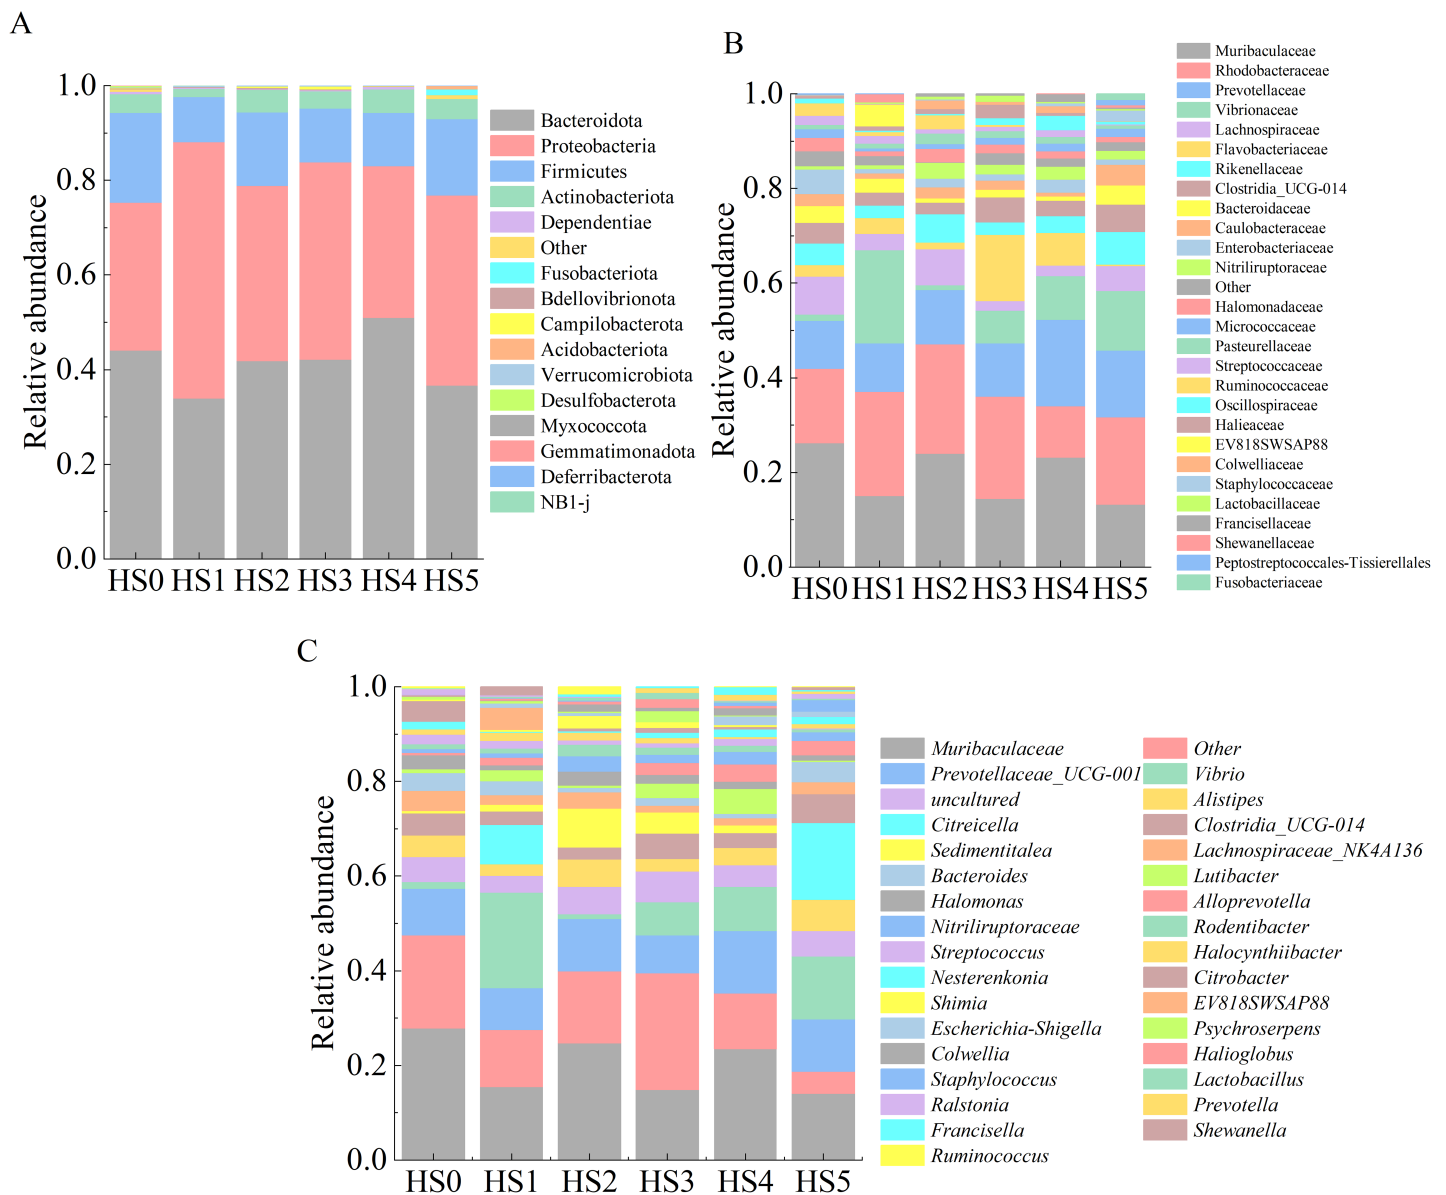 A
Relative abundance
1.0
0.8
0.6
0.4
0.2
0.0
HS0 HS1 HS2 HS3 HS4 HS5
Bacteroidota
Proteobacteria
Firmicutes
Actinobacteriota
Dependentiae
Other
Fusobacteriota
Bdellovibrionota
Campilobacterota
Acidobacteriota
Verrucomicrobiota
Desulfobacterota
Myxococcota
Gemmatimonadota
Deferribacterota
NB1-j
B
Relative abundance
1.0
0.8
0.6
0.4
0.2
0.0
HS0 HS1 HS2 HS3 HS4 HS5
Muribaculaceae
Rhodobacteraceae
Prevotellaceae
Vibrionaceae
Lachnospiraceae
Flavobacteriaceae
Rikenellaceae
Clostridia_UCG-014
Bacteroidaceae
Caulobacteraceae
Enterobacteriaceae
Nitriliruptoraceae
Other
Halomonadaceae
Micrococcaceae
Pasteurellaceae
Streptococcaceae
Ruminococcaceae
Oscillospiraceae
Halieaceae
EV818SWSAP88
Colwelliaceae
Staphylococcaceae
Lactobacillaceae
Francisellaceae
Shewanellaceae
Peptostreptococcales-Tissierellales
Fusobacteriaceae
C
Relative abundance
1.0
0.8
0.6
0.4
0.2
0.0
HS0 HS1 HS2 HS3 HS4 HS5
Muribaculaceae
Other
Prevotellaceae_UCG-001
Vibrio
uncultured
Alistipes
Citreicella
Clostridia_UCG-014
Sedimentitalea
Lachnospiraceae_NK4A136
Bacteroides
Lutibacter
Halomonas
Alloprevotella
Nitriliruptoraceae
Rodentibacter
Streptococcus
Halocynthiibacter
Nesterenkonia
Citrobacter
Shimia
EV818SWSAP88
Escherichia-Shigella
Psychroserpens
Colwellia
Halioglobus
Staphylococcus
Lactobacillus
Ralstonia
Prevotella
Francisella
Shewanella
Ruminococcus